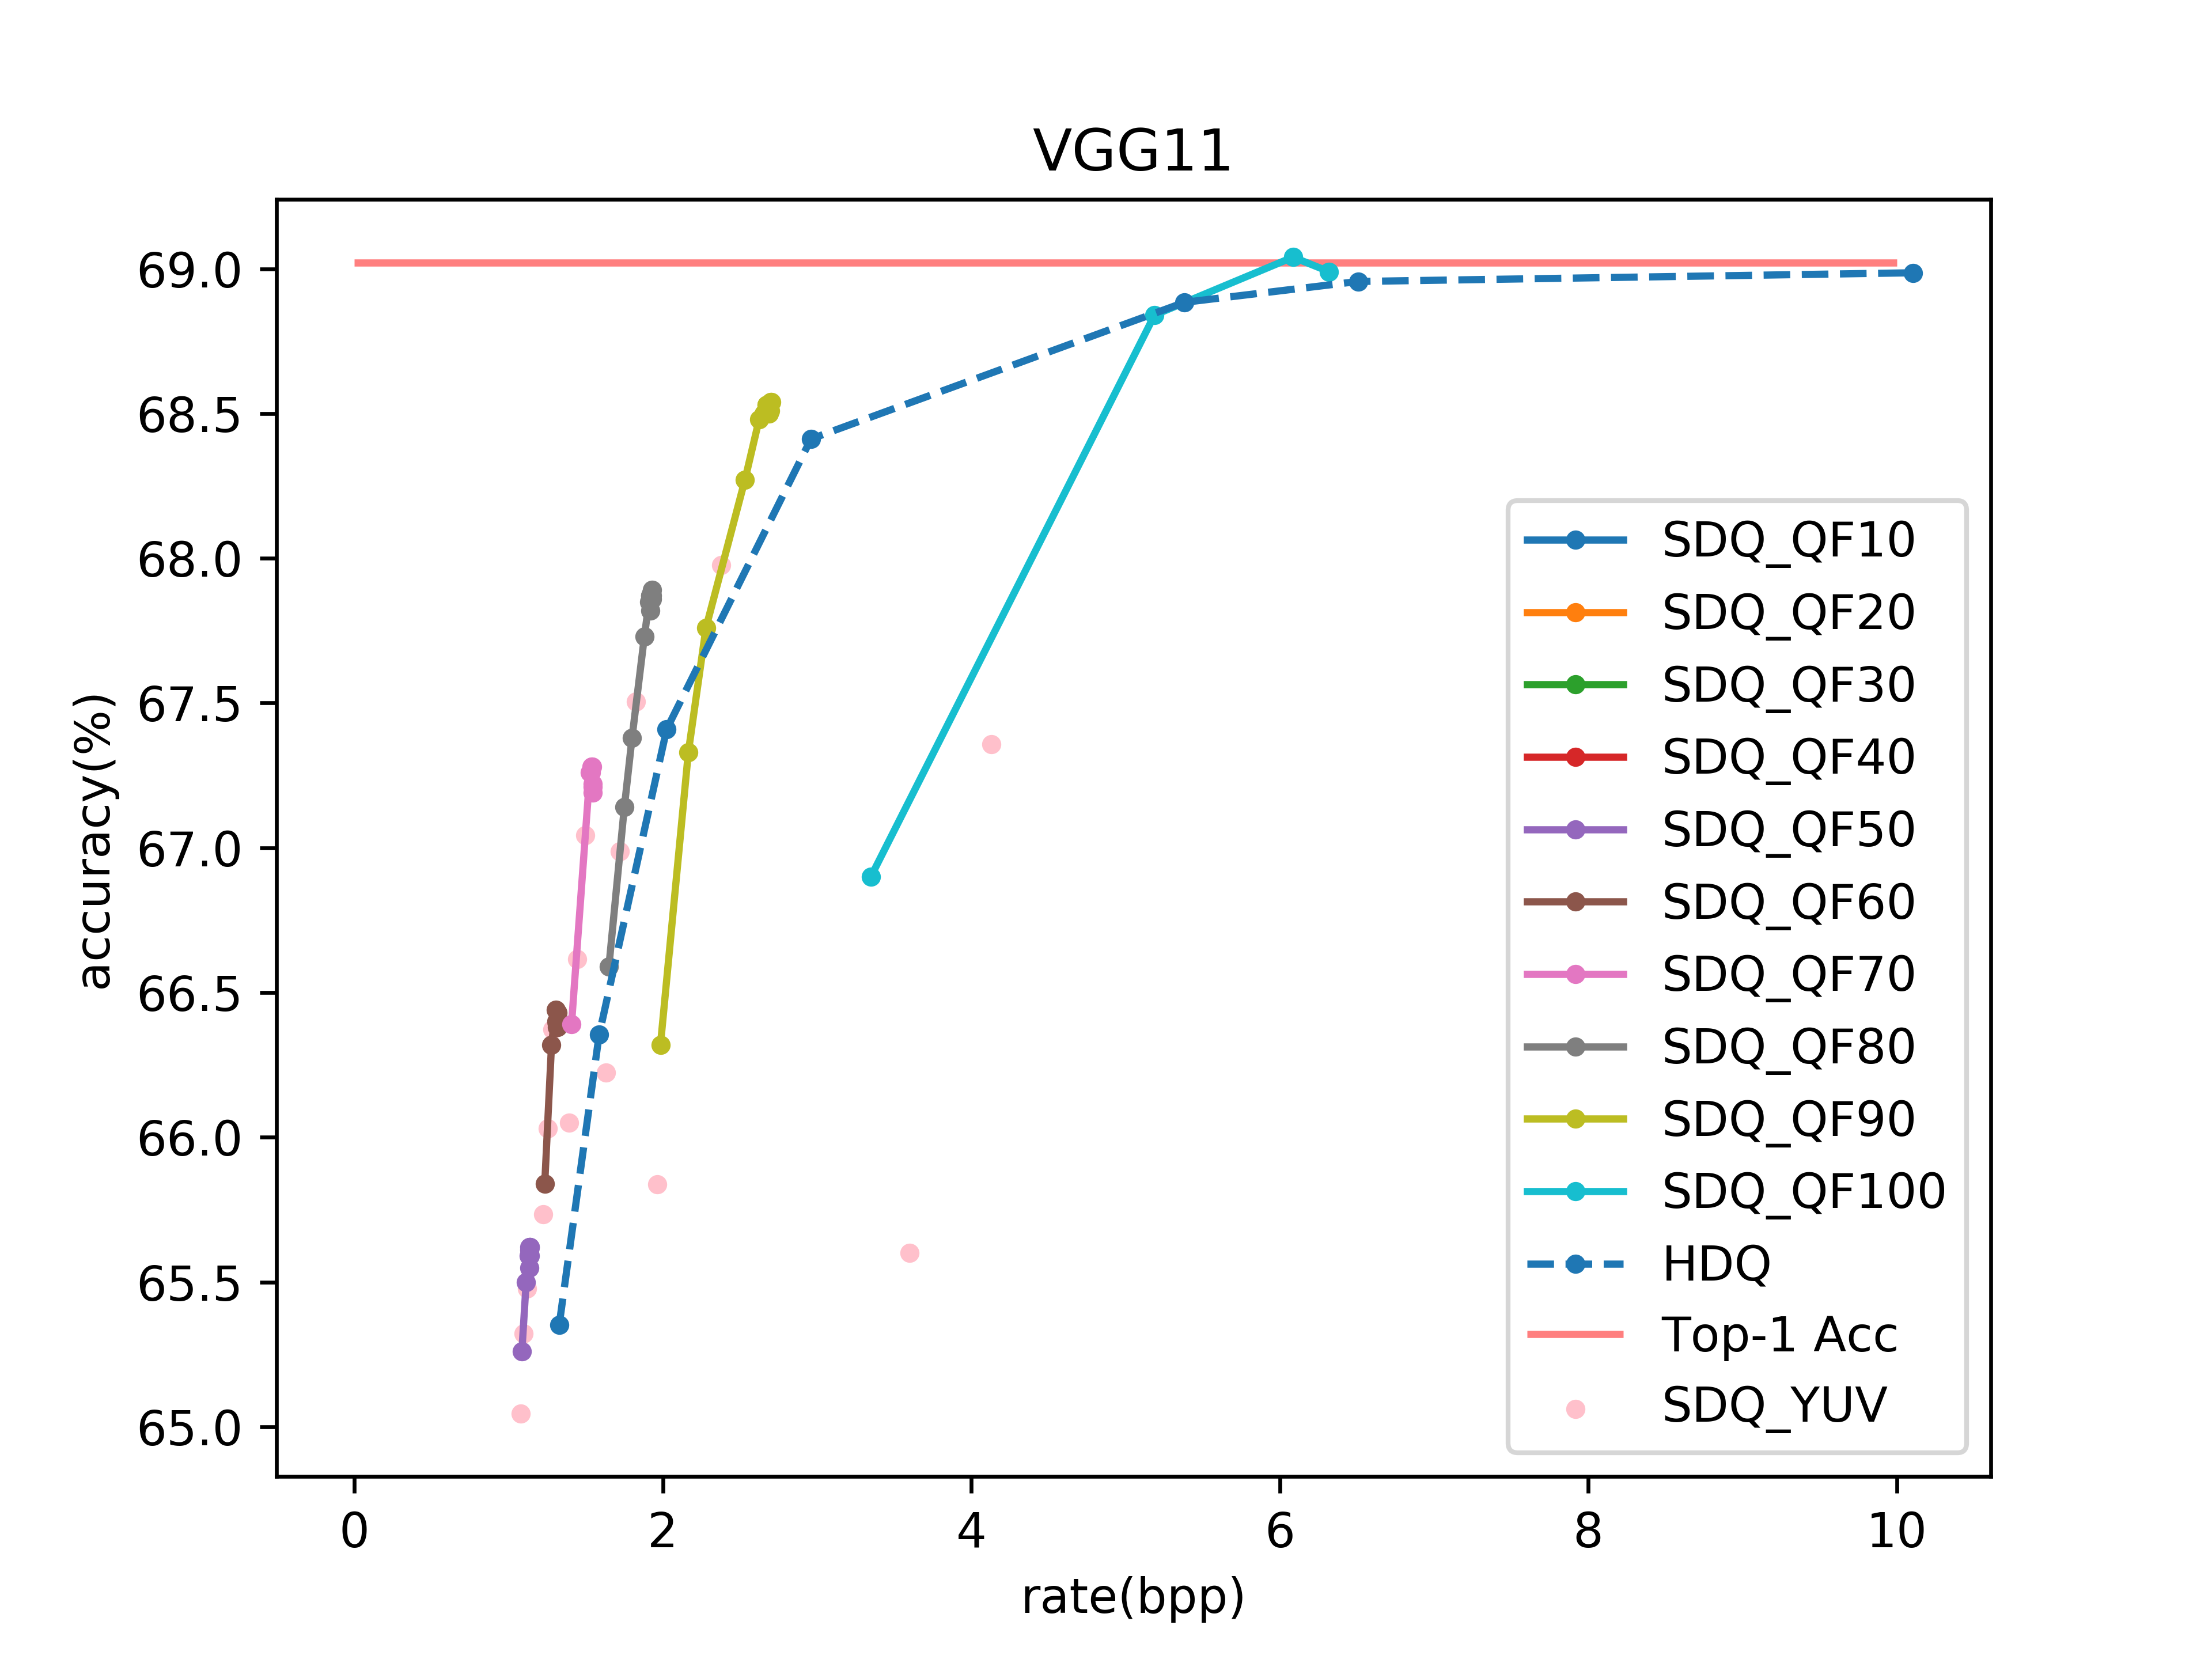 VGG11
69.0
68.5
68.0
67.5
67.0
66.5
66.0
65.5
65.0
accuracy(%)
SDQ_QF10
SDQ_QF20
SDQ_QF30
SDQ_QF40
SDQ_QF50
SDQ_QF60
SDQ_QF70
SDQ_QF80
SDQ_QF90
SDQ_QF100
HDQ
Top-1 Acc
SDQ_YUV
0 2 4 6 8 10
rate(bpp)